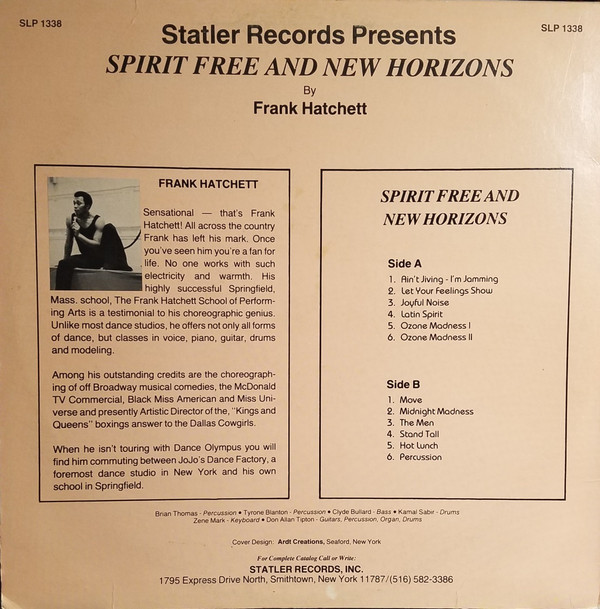 SLP 1338
SLP 1338
Statler Records Presents
SPIRIT FREE AND NEW HORIZONS
By
Frank Hatchett
FRANK HATCHETT
Sensational — that's Frank
Hatchett! All across the country
Frank has left his mark. Once
you've seen him you're a fan for
life. No one works with such
electricity and warmth. His
highly successful Springfield,
Mass. school, The Frank Hatchett School of Perform-
ing Arts is a testimonial to his choreographic genius.
Unlike most dance studios, he offers not only all forms
of dance, but classes in voice, piano, guitar, drums
and modeling.
Among his outstanding credits are the choreograph-
ing of off Broadway musical comedies, the McDonald
TV Commercial, Black Miss American and Miss Uni-
verse and presently Artistic Director of the, "Kings and
Queens" boxings answer to the Dallas Cowgirls.
When he isn't touring with Dance Olympus you will
find him commuting between JoJo's Dance Factory, a
foremost dance studio in New York and his own
school in Springfield.
SPIRIT FREE AND
NEW HORIZONS
Side A
1. Ain't Jiving - I'm Jamming
2. Let Your Feelings Show
3. Joyful Noise
4. Latin Spirit
5. Ozone Madness I
6. Ozone Madness II
Side B
1. Move
2. Midnight Madness
3. The Men
4. Stand Tall
5. Hot Lunch
6. Percussion
Brian Thomas - Percussion • Tyrone Blanton - Percussion • Clyde Bullard - Bass • Kamal Sabir - Drums
Zene Mark - Keyboard • Don Allan Tipton - Guitars, Percussion, Organ, Drums
Cover Design: Ardt Creations, Seaford, New York
For Complete Catalog Call or Write:
STATLER RECORDS, INC.
1795 Express Drive North, Smithtown, New York 11787/(516) 582-3386